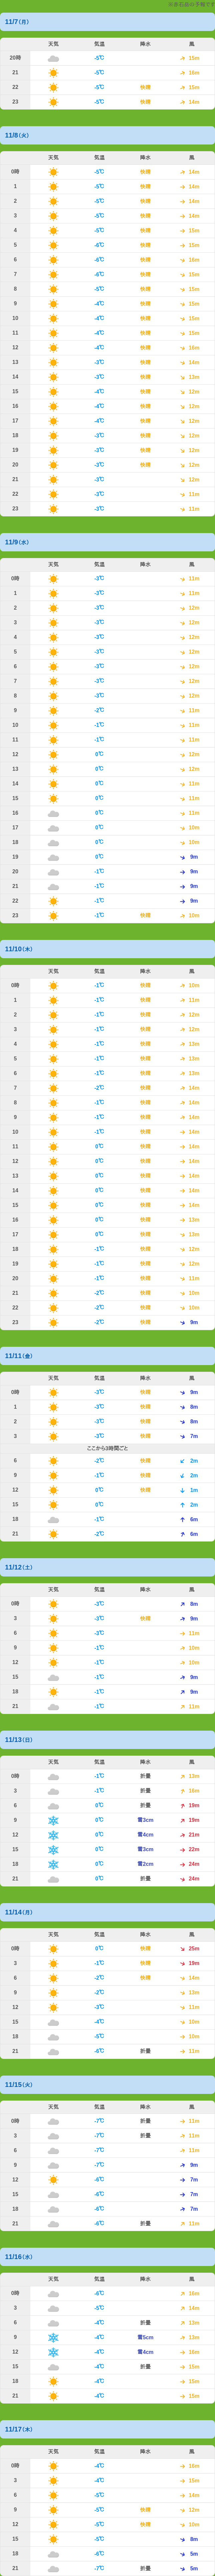 11/7(月)
天気 気温 降水 風
20時 -5℃ 15m
21 -5℃ 16m
22 -5℃ 快晴 15m
23 -5℃ 快晴 14m
11/8(火)
天気 気温 降水 風
0時 -5℃ 快晴 14m
1 -5℃ 快晴 14m
2 -5℃ 快晴 14m
3 -5℃ 快晴 14m
4 -5℃ 快晴 15m
5 -6℃ 快晴 15m
6 -6℃ 快晴 16m
7 -6℃ 快晴 15m
8 -5℃ 快晴 15m
9 -4℃ 快晴 15m
10 -4℃ 快晴 15m
11 -4℃ 快晴 15m
12 -4℃ 快晴 16m
13 -3℃ 快晴 14m
14 -3℃ 快晴 13m
15 -4℃ 快晴 12m
16 -4℃ 快晴 12m
17 -4℃ 快晴 12m
18 -3℃ 快晴 12m
19 -3℃ 快晴 12m
20 -3℃ 快晴 12m
21 -3℃ 12m
22 -3℃ 11m
23 -3℃ 11m
11/9(水)
天気 気温 降水 風
0時 -3℃ 11m
1 -3℃ 11m
2 -3℃ 12m
3 -3℃ 12m
4 -3℃ 12m
5 -3℃ 12m
6 -3℃ 12m
7 -3℃ 12m
8 -3℃ 12m
9 -2℃ 11m
10 -1℃ 11m
11 -1℃ 11m
12 0℃ 12m
13 0℃ 12m
14 0℃ 11m
15 0℃ 11m
16 0℃ 11m
17 0℃ 10m
18 0℃ 10m
19 0℃ 9m
20 -1℃ 9m
21 -1℃ 9m
22 -1℃ 9m
23 -1℃ 快晴 10m
11/10(木)
天気 気温 降水 風
0時 -1℃ 快晴 10m
1 -1℃ 快晴 11m
2 -1℃ 快晴 12m
3 -1℃ 快晴 12m
4 -1℃ 快晴 13m
5 -1℃ 快晴 13m
6 -1℃ 快晴 13m
7 -2℃ 快晴 14m
8 -1℃ 快晴 14m
9 -1℃ 快晴 14m
10 -1℃ 快晴 14m
11 0℃ 快晴 14m
12 0℃ 快晴 14m
13 0℃ 快晴 14m
14 0℃ 快晴 14m
15 0℃ 快晴 14m
16 0℃ 快晴 13m
17 0℃ 快晴 13m
18 -1℃ 快晴 12m
19 -1℃ 快晴 12m
20 -1℃ 快晴 11m
21 -2℃ 快晴 10m
22 -2℃ 快晴 10m
23 -2℃ 快晴 9m
11/11(金)
天気 気温 降水 風
0時 -3℃ 快晴 9m
1 -3℃ 快晴 8m
2 -3℃ 快晴 8m
3 -3℃ 快晴 7m
ここから3時間ごと
6 -2℃ 快晴 2m
9 -1℃ 快晴 2m
12 0℃ 快晴 1m
15 0℃ 2m
18 -1℃ 6m
21 -2℃ 6m
11/12(土)
天気 気温 降水 風
0時 -3℃ 8m
3 -3℃ 快晴 9m
6 -3℃ 11m
9 -1℃ 10m
12 -1℃ 10m
15 -1℃ 9m
18 -1℃ 9m
21 -1℃ 11m
11/13(日)
天気 気温 降水 風
0時 -1℃ 折畳 13m
3 -1℃ 折畳 16m
6 0℃ 折畳 18m
9 0℃ 雪3cm 19m
12 0℃ 雪4cm 21m
15 0℃ 雪3cm 22m
18 0℃ 雪2cm 24m
21 0℃ 折畳 24m
11/14(月)
天気 気温 降水 風
0時 0℃ 快晴 25m
3 -1℃ 快晴 19m
6 -2℃ 快晴 14m
9 -2℃ 13m
12 -3℃ 11m
15 -4℃ 10m
18 -5℃ 10m
21 -6℃ 折畳 11m
11/15(火)
天気 気温 降水 風
0時 -7℃ 折畳 11m
3 -7℃ 折畳 11m
6 -7℃ 11m
9 -7℃ 9m
12 -6℃ 7m
15 -6℃ 7m
18 -6℃ 7m
21 -6℃ 折畳 11m
11/16(水)
天気 気温 降水 風
0時 -6℃ 16m
3 -5℃ 14m
6 -4℃ 折畳 13m
9 -4℃ 雪5cm 13m
12 -4℃ 雪4cm 16m
15 -4℃ 折畳 15m
18 -4℃ 15m
21 -4℃ 15m
11/17(木)
天気 気温 降水 風
0時 -4℃ 16m
3 -4℃ 15m
6 -5℃ 14m
9 -5℃ 快晴 12m
12 -5℃ 快晴 10m
15 -5℃ 8m
18 -6℃ 5m
21 -7℃ 折畳 5m